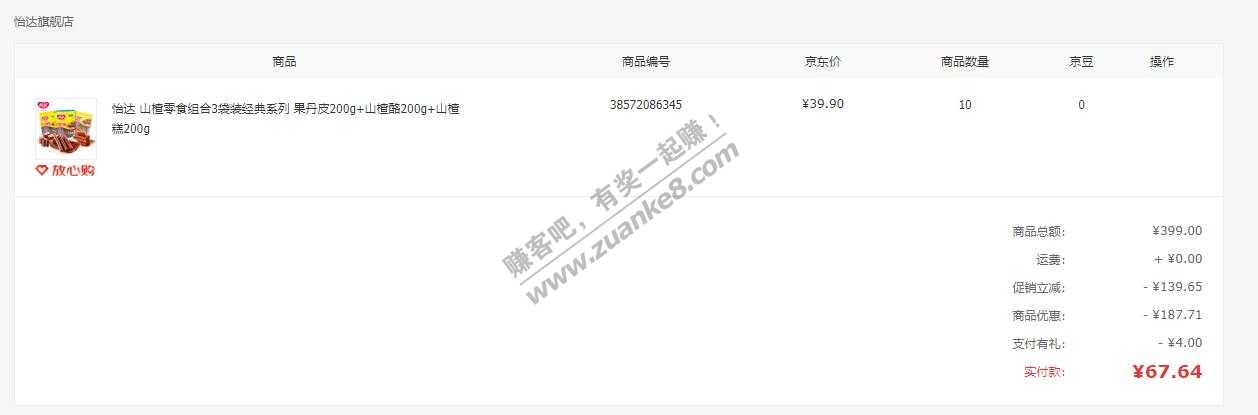 怡达旗舰店
商品 商品编号 京东价 商品数量 京豆 操作
怡达 山楂零食组合3袋装经典系列 果丹皮200g+山楂酪200g+山楂 38572086345 ¥39.90 10 0
糕200g
放心购
赚客吧，有奖一起赚！
www.zuanke8.com
商品总额: ¥399.00
运费: + ¥0.00
促销立减: - ¥139.65
商品优惠: - ¥187.71
支付有礼: - ¥4.00
实付款: ¥67.64